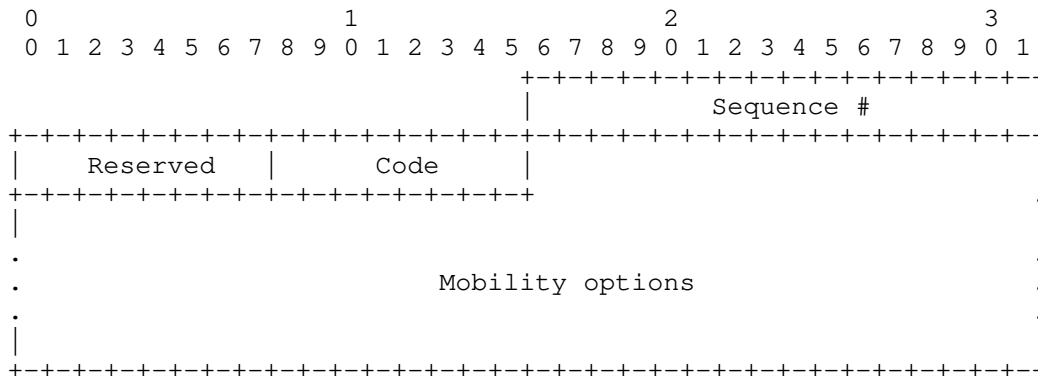 0                   1                   2                   3
0 1 2 3 4 5 6 7 8 9 0 1 2 3 4 5 6 7 8 9 0 1 2 3 4 5 6 7 8 9 0 1
Sequence #
Reserved | Code
Mobility options